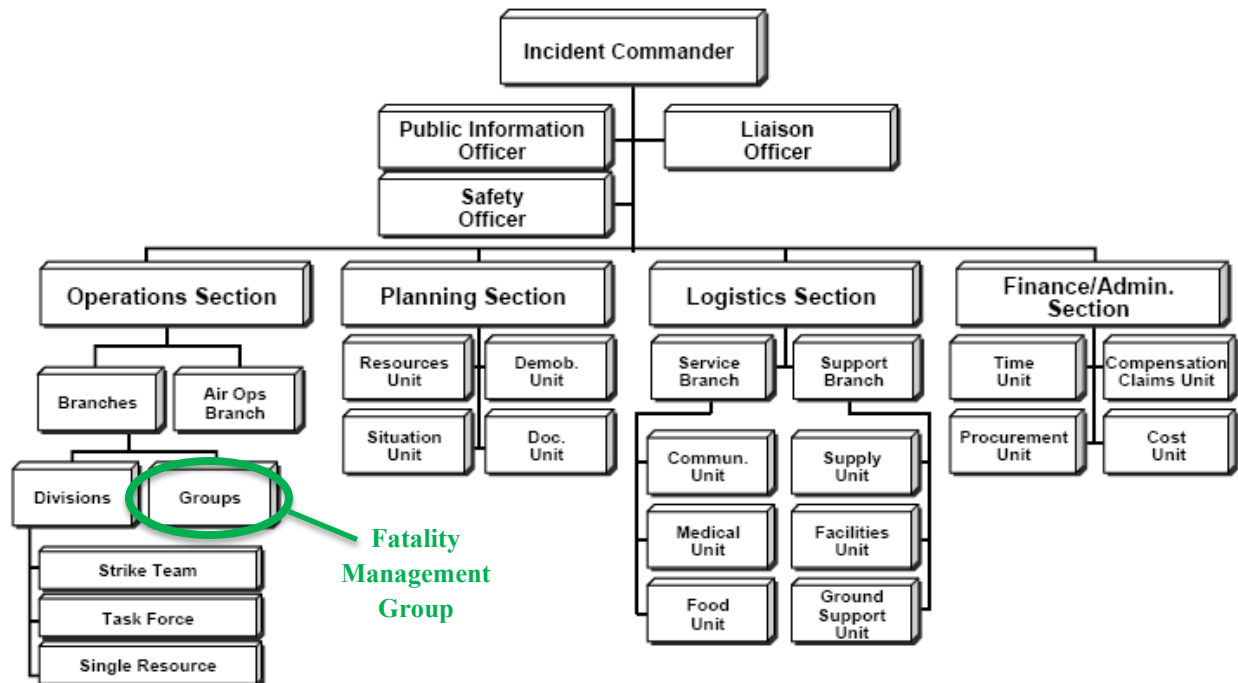 Incident Commander
Public Information
Officer
Liaison
Officer
Safety
Officer
Operations Section
Planning Section
Logistics Section
Finance/Admin.
Section
Branches
Air Ops
Branch
Resources
Unit
Demob.
Unit
Service
Branch
Support
Branch
Time
Unit
Compensation
Claims Unit
Situation
Unit
Doc.
Unit
Procurement
Unit
Cost
Unit
Divisions
Groups
Commun.
Unit
Supply
Unit
Medical
Unit
Facilities
Unit
Food
Unit
Ground
Support
Unit
Strike Team
Task Force
Single Resource
Fatality
Management
Group